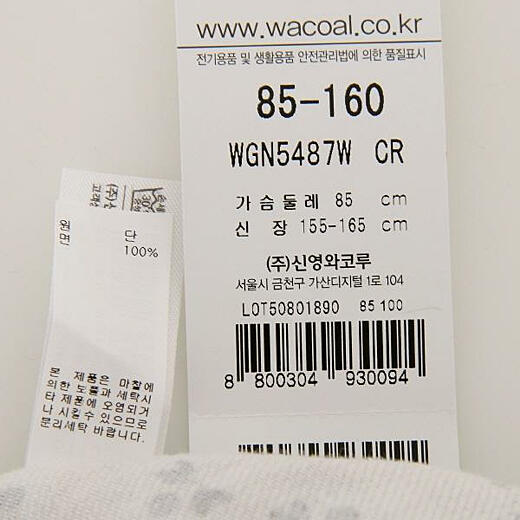 www.wacoal.co.kr
전기용품 및 생활용품 안전관리법에 의한 품질표시
85-160
WGN5487W CR
가슴둘레 85 cm
신 장 155-165 cm
(주)신영와코루
서울시 금천구 가산디지털 1로 104
LOT50801890 85 100
8 800304 930094
원 단
면 100%
본 제품은 마찰에
의한 보풀과 세탁시
타 제품에 오염되거
나 시킬수 있으므로
분리세탁 바랍니다.